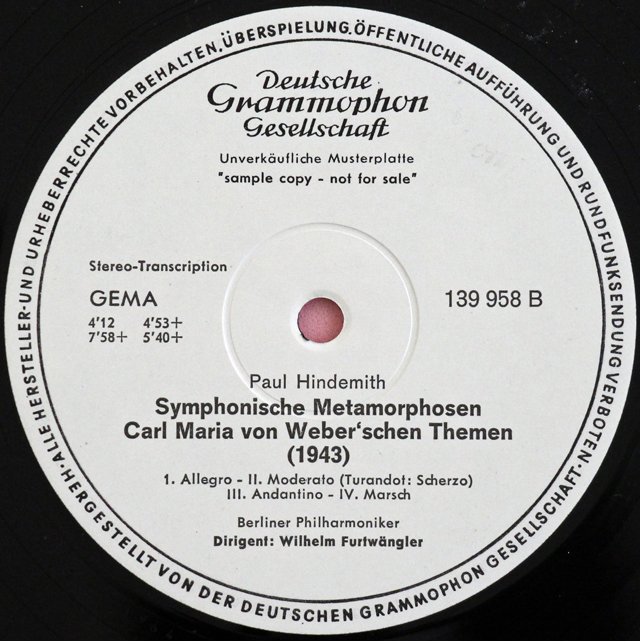 ALLE HERSTELLER- UND URHEBERRECHTE VORBEHALTEN, ÜBERSPIELUNG, ÖFFENTLICHE AUFFÜHRUNG UND RUNDFUNKSENDUNG VERBOTEN·
Deutsche
Grammophon
Gesellschaft
Unverkäufliche Musterplatte
"sample copy - not for sale"
Stereo-Transcription
GEMA
4'12 4'53+
7'58+ 5'40+
139 958 B
Paul Hindemith
Symphonische Metamorphosen
Carl Maria von Weber'schen Themen
(1943)
1. Allegro - II. Moderato (Turandot: Scherzo)
III. Andantino - IV. Marsch
Berliner Philharmoniker
Dirigent: Wilhelm Furtwängler
HERGESTELLT VON DER DEUTSCHEN GRAMMOPHON GESELLSCHAFT·